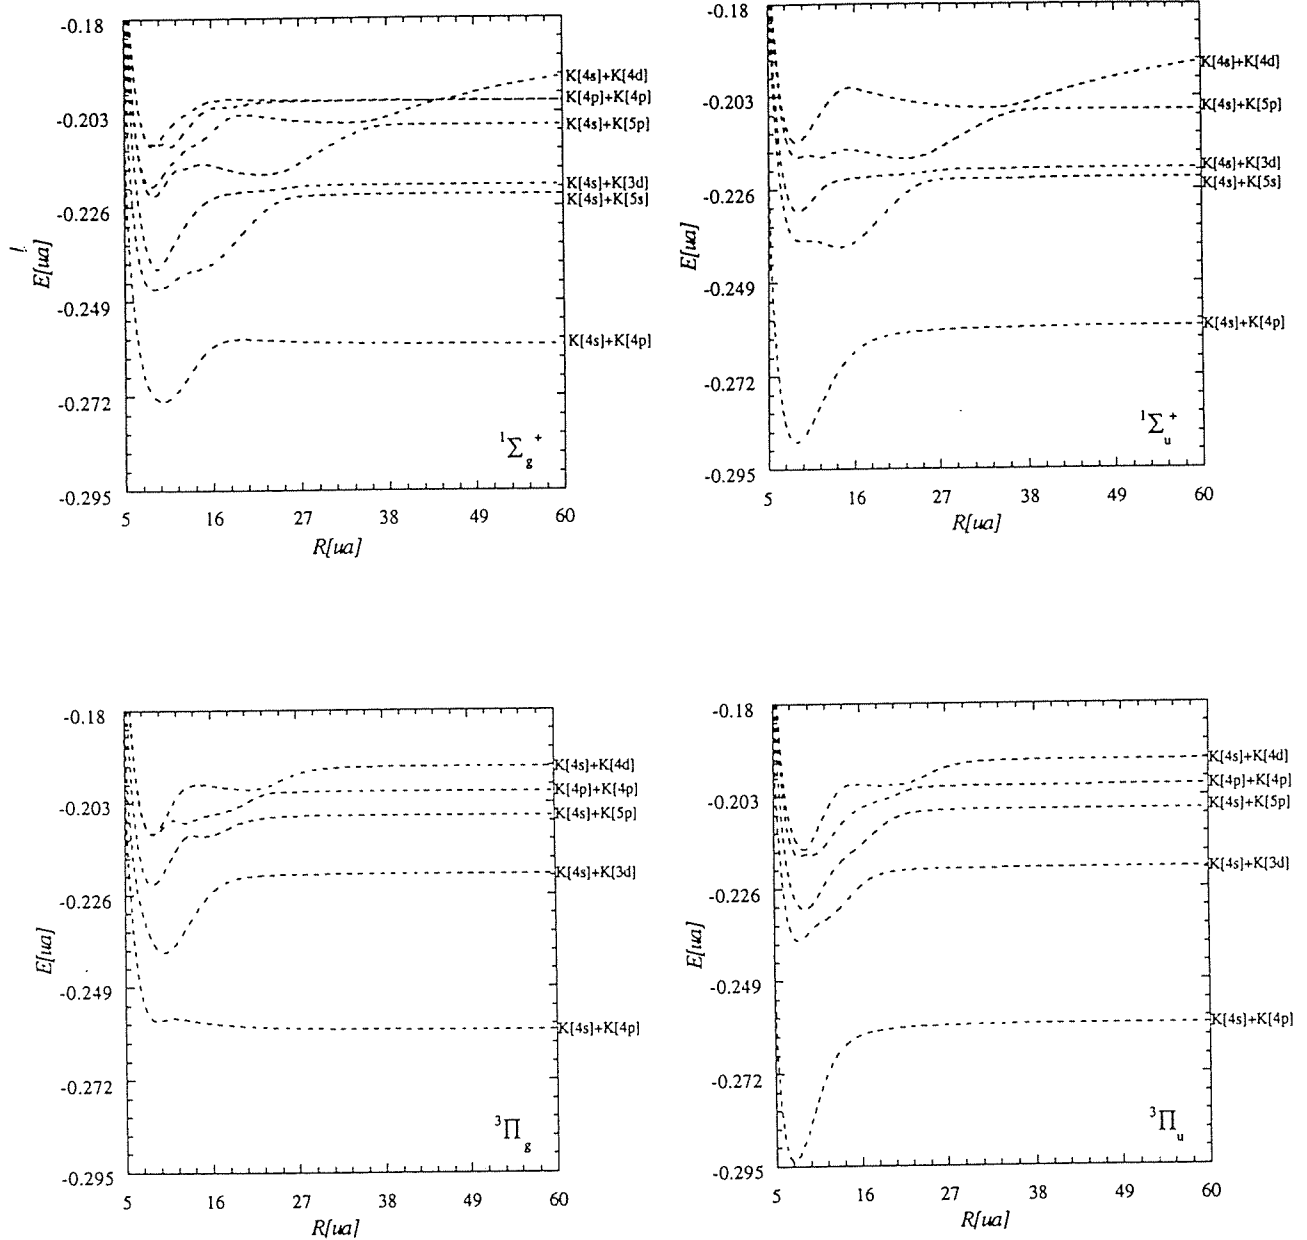 -0.18
-0.203
-0.226
-0.249
-0.272
-0.295
E[ua]
5 16 27 38 49 60
R[ua]
K[4s]+K[4d]
K[4p]+K[4p]
K[4s]+K[5p]
K[4s]+K[3d]
K[4s]+K[5s]
K[4s]+K[4p]
¹Σg⁺
-0.18
-0.203
-0.226
-0.249
-0.272
-0.295
E[ua]
5 16 27 38 49 60
R[ua]
K[4s]+K[4d]
K[4s]+K[5p]
K[4s]+K[3d]
K[4s]+K[5s]
K[4s]+K[4p]
¹Σu⁺
-0.18
-0.203
-0.226
-0.249
-0.272
-0.295
E[ua]
5 16 27 38 49 60
R[ua]
K[4s]+K[4d]
K[4p]+K[4p]
K[4s]+K[5p]
K[4s]+K[3d]
K[4s]+K[4p]
³Πg
-0.18
-0.203
-0.226
-0.249
-0.272
-0.295
E[ua]
5 16 27 38 49 60
R[ua]
K[4s]+K[4d]
K[4p]+K[4p]
K[4s]+K[5p]
K[4s]+K[3d]
K[4s]+K[4p]
³Πu